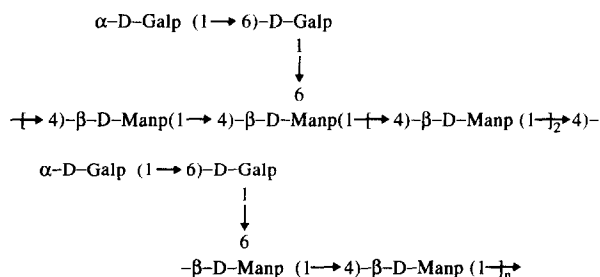 α–D–Galp (1→6)–D–Galp
1
↓
6
–[→4)–β–D–Manp(1→4)–β–D–Manp(1–[→4)–β–D–Manp (1–]2→4)–
α–D–Galp (1→6)–D–Galp
1
↓
6
–β–D–Manp (1→4)–β–D–Manp (1–]n→